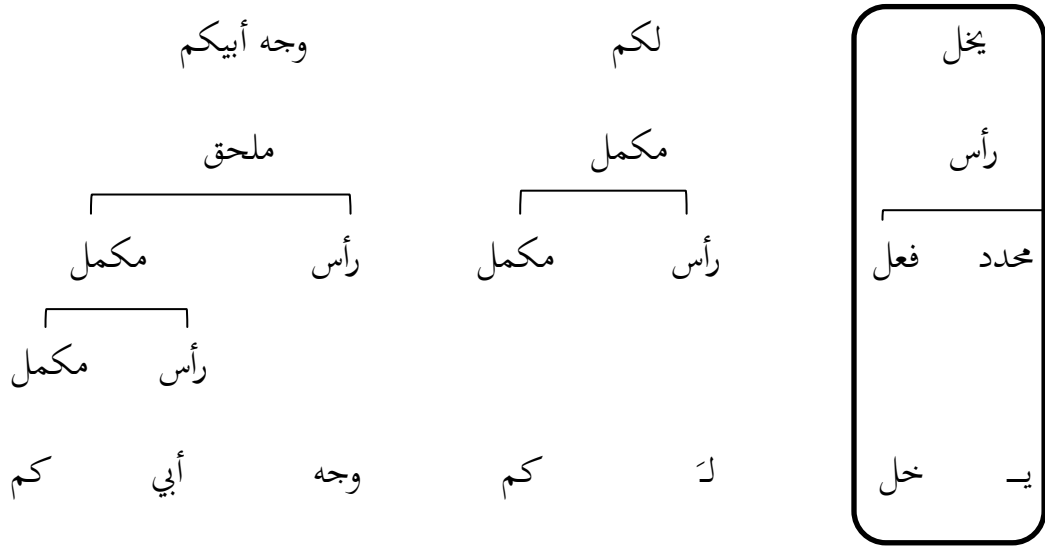 يخل لكم وجه أبيكم
رأس مكمل ملحق
محدد فعل رأس مكمل رأس مكمل
رأس مكمل
يـ خل لـَ كم وجه أبي كم